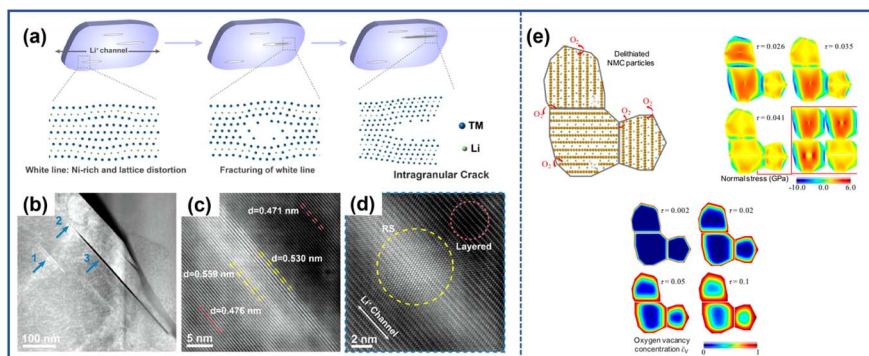 (a)
Li⁺ channel
TM
Li
White line: Ni-rich and lattice distortion
Fracturing of white line
Intragranular Crack
(b)
2
1
3
100 nm
(c)
d=0.471 nm
d=0.530 nm
d=0.559 nm
d=0.476 nm
5 nm
(d)
RS
Layered
Li⁺ Channel
2 nm
(e)
O₂
Delithiated
NMC particles
O₂
O₂
O₂
O₂
τ = 0.026
τ = 0.035
τ = 0.041
Normal stress (GPa)
-10.0
6.0
τ = 0.002
τ = 0.02
τ = 0.05
τ = 0.1
Oxygen vacancy
concentration
0
1